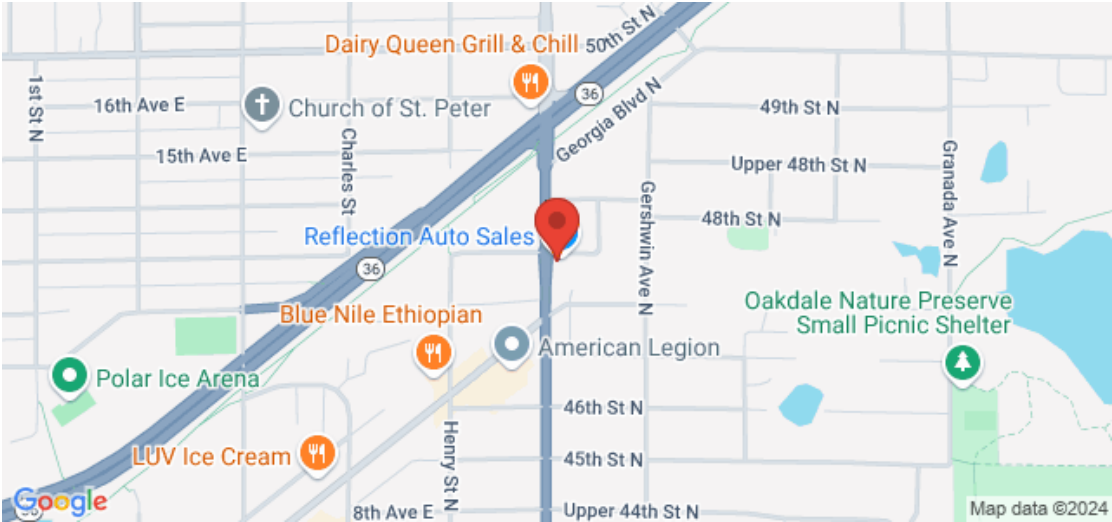 50th St N
Dairy Queen Grill & Chill
1st St N
16th Ave E
Church of St. Peter
36
Georgia Blvd N
49th St N
15th Ave E
Charles St
Upper 48th St N
Granada Ave N
Gershwin Ave N
48th St N
Reflection Auto Sales
36
Blue Nile Ethiopian
Oakdale Nature Preserve
Small Picnic Shelter
American Legion
Polar Ice Arena
46th St N
Henry St N
LUV Ice Cream
45th St N
Google
36
8th Ave E
Upper 44th St N
Map data ©2024